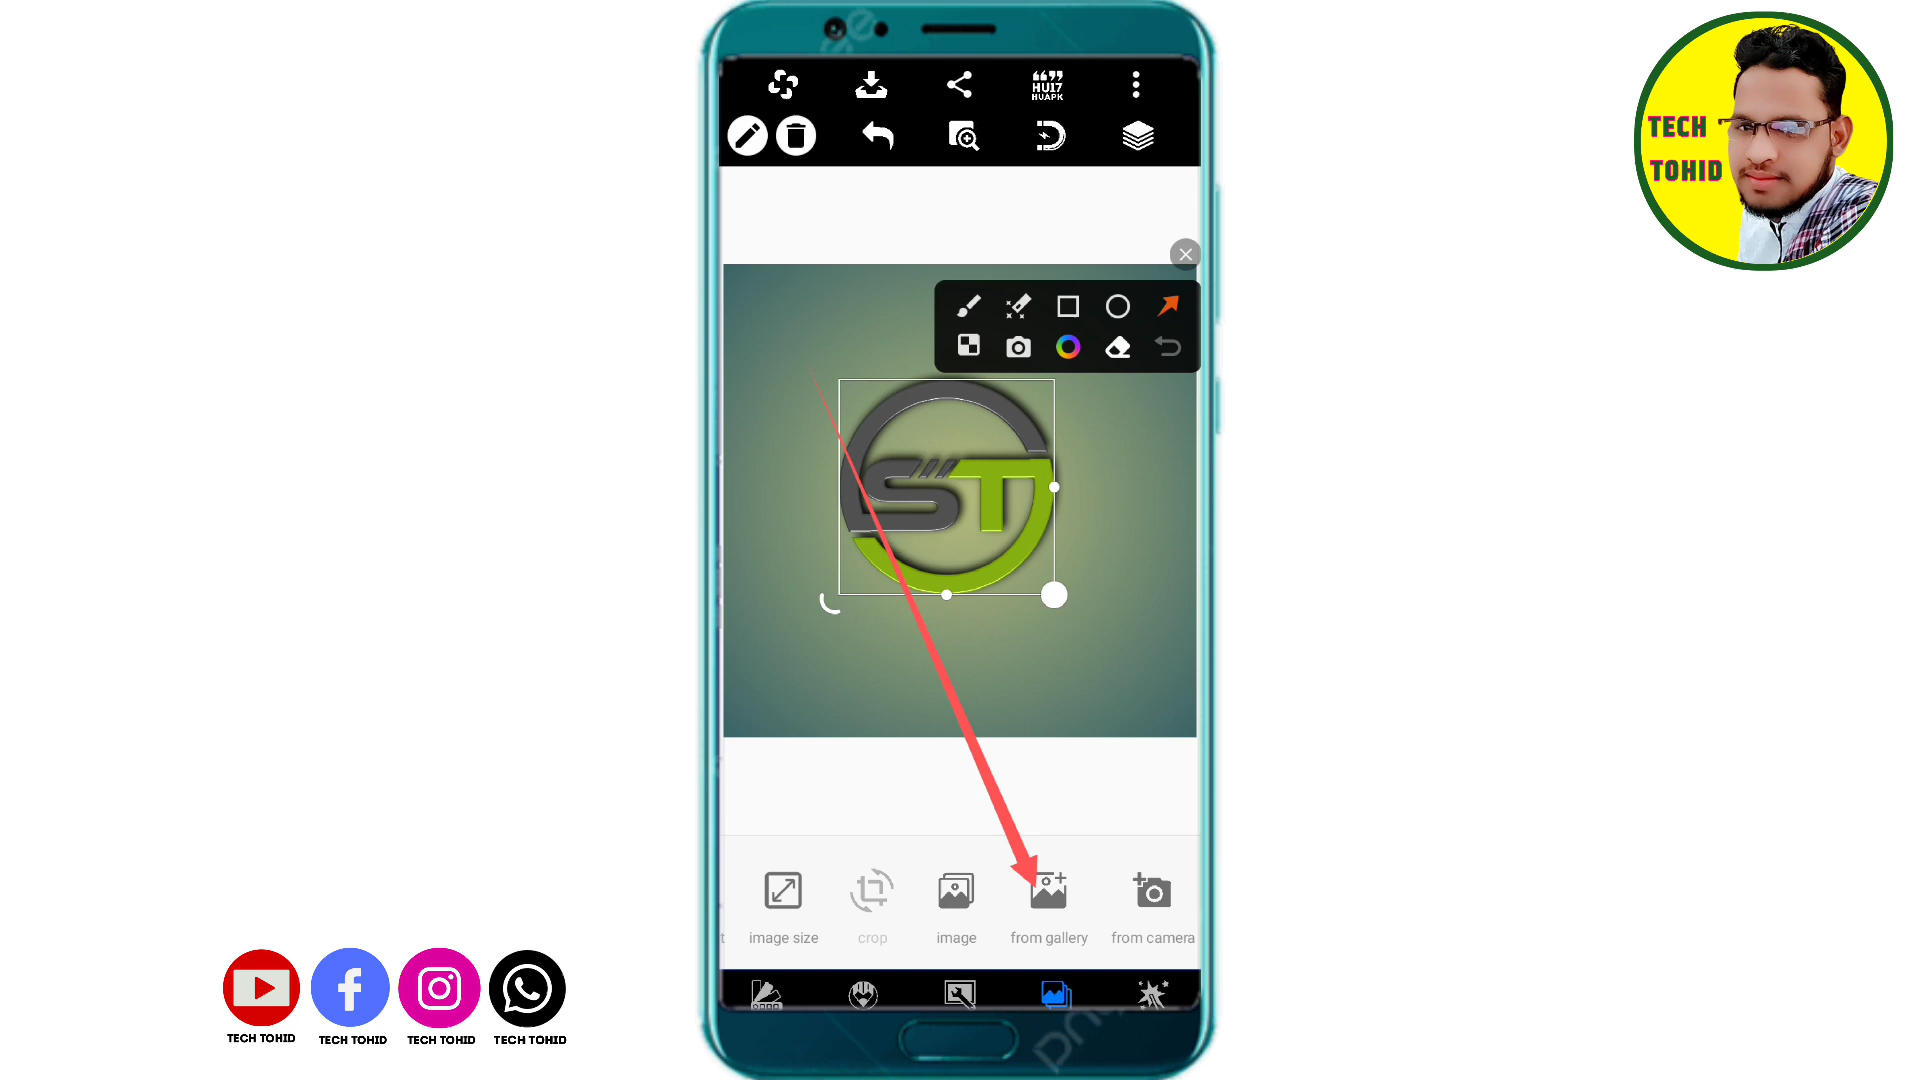 HU17
HUAPK
TECH
TOHID
ST
image size
crop
image
from gallery
from camera
TECH TOHID
TECH TOHID
TECH TOHID
TECH TOHID